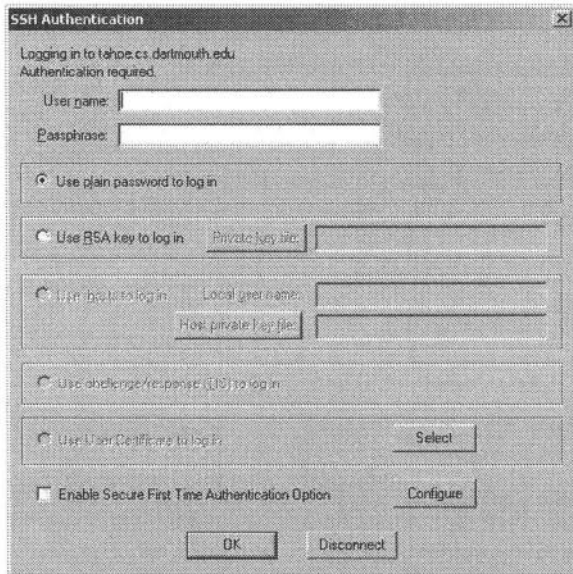 SSH Authentication
Logging in to tahoe.cs.dartmouth.edu
Authentication required.
User name:
Passphrase:
Use plain password to log in
Use RSA key to log in Private key file:
Use rhosts to log in Local user name:
Host private key file:
Use challenge/response (TIS) to log in
Use User Certificate to log in Select
Enable Secure First Time Authentication Option Configure
OK Disconnect